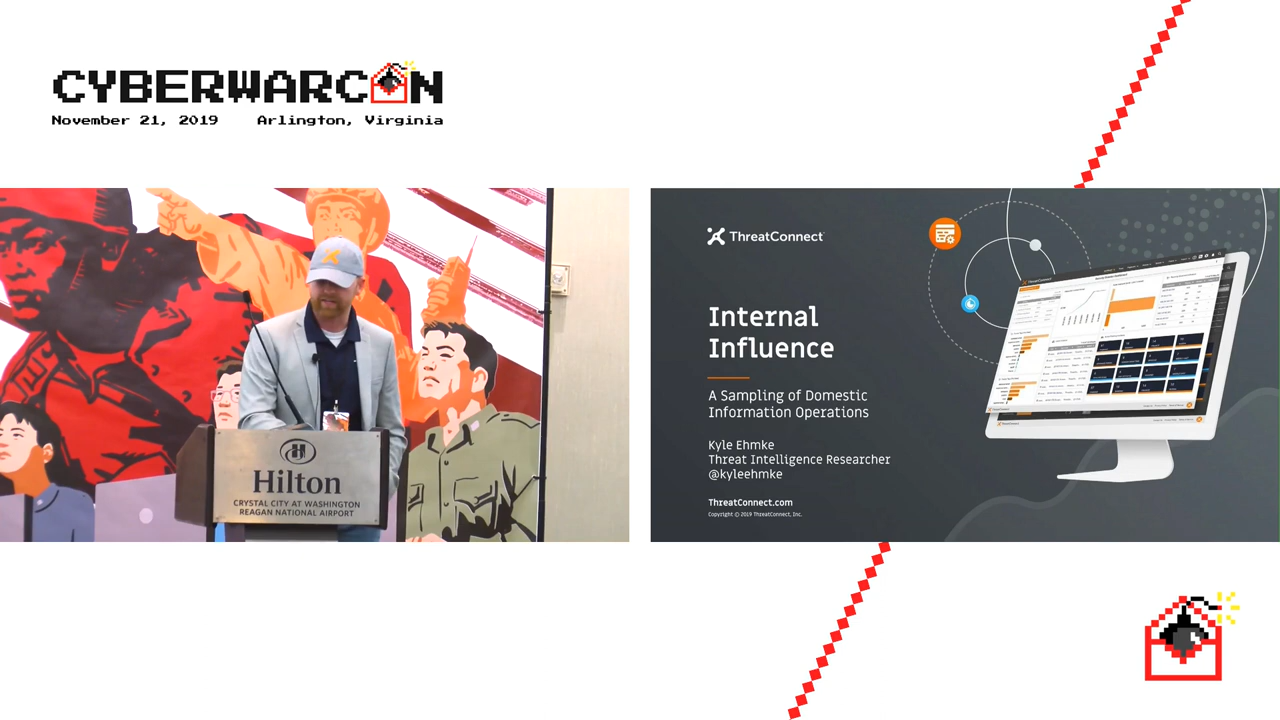 CYBERWARCON
November 21, 2019 Arlington, Virginia
Hilton
CRYSTAL CITY AT WASHINGTON
REAGAN NATIONAL AIRPORT
ThreatConnect
Internal
Influence
A Sampling of Domestic
Information Operations
Kyle Ehmke
Threat Intelligence Researcher
@kyleehmke
ThreatConnect.com
Copyright © 2019 ThreatConnect, Inc.